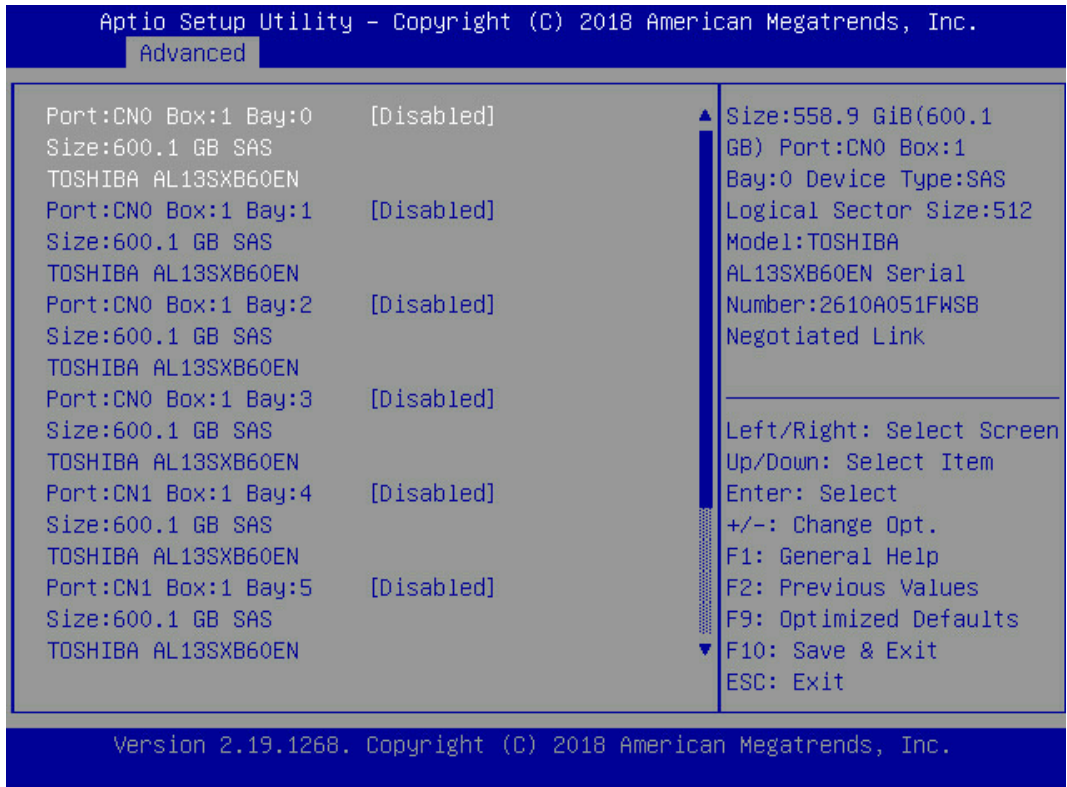 Aptio Setup Utility – Copyright (C) 2018 American Megatrends, Inc.
Advanced
Port:CN0 Box:1 Bay:0 [Disabled]
Size:600.1 GB SAS
TOSHIBA AL13SXB60EN
Port:CN0 Box:1 Bay:1 [Disabled]
Size:600.1 GB SAS
TOSHIBA AL13SXB60EN
Port:CN0 Box:1 Bay:2 [Disabled]
Size:600.1 GB SAS
TOSHIBA AL13SXB60EN
Port:CN0 Box:1 Bay:3 [Disabled]
Size:600.1 GB SAS
TOSHIBA AL13SXB60EN
Port:CN1 Box:1 Bay:4 [Disabled]
Size:600.1 GB SAS
TOSHIBA AL13SXB60EN
Port:CN1 Box:1 Bay:5 [Disabled]
Size:600.1 GB SAS
TOSHIBA AL13SXB60EN
Size:558.9 GiB(600.1
GB) Port:CN0 Box:1
Bay:0 Device Type:SAS
Logical Sector Size:512
Model:TOSHIBA
AL13SXB60EN Serial
Number:2610A051FWSB
Negotiated Link
Left/Right: Select Screen
Up/Down: Select Item
Enter: Select
+/-: Change Opt.
F1: General Help
F2: Previous Values
F9: Optimized Defaults
F10: Save & Exit
ESC: Exit
Version 2.19.1268. Copyright (C) 2018 American Megatrends, Inc.